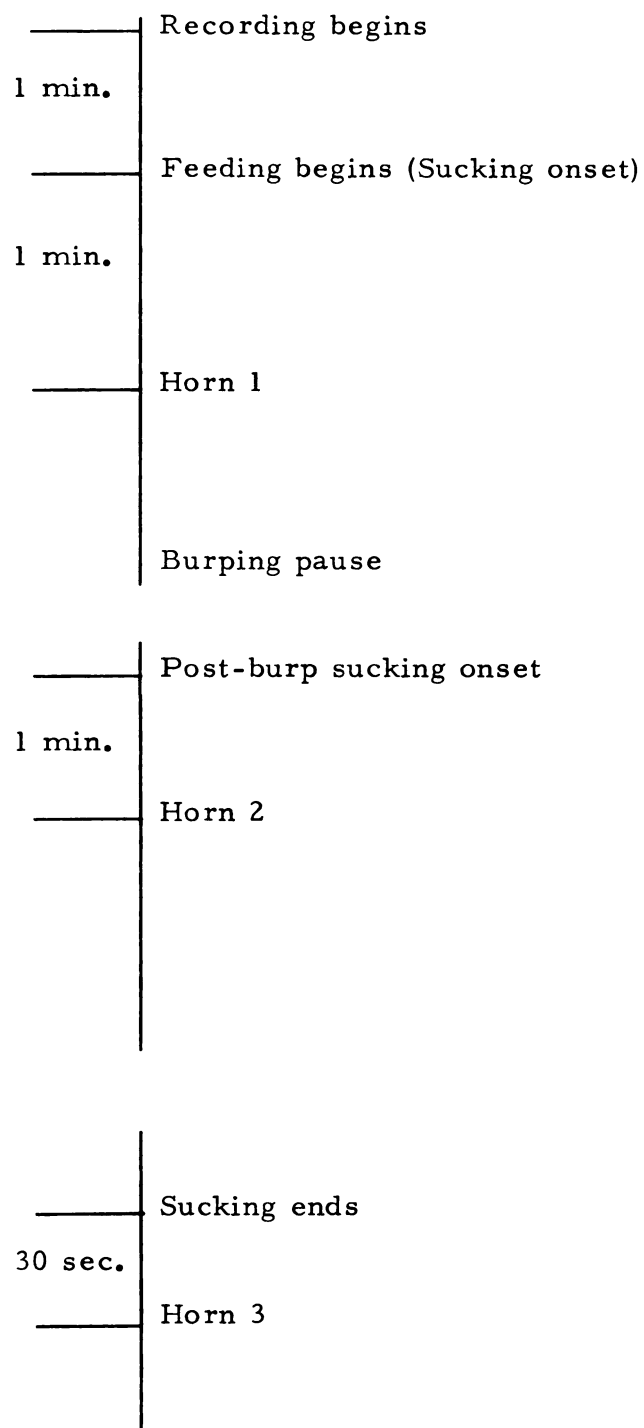 Recording begins
1 min.
Feeding begins (Sucking onset)
1 min.
Horn 1
Burping pause
Post-burp sucking onset
1 min.
Horn 2
Sucking ends
30 sec.
Horn 3